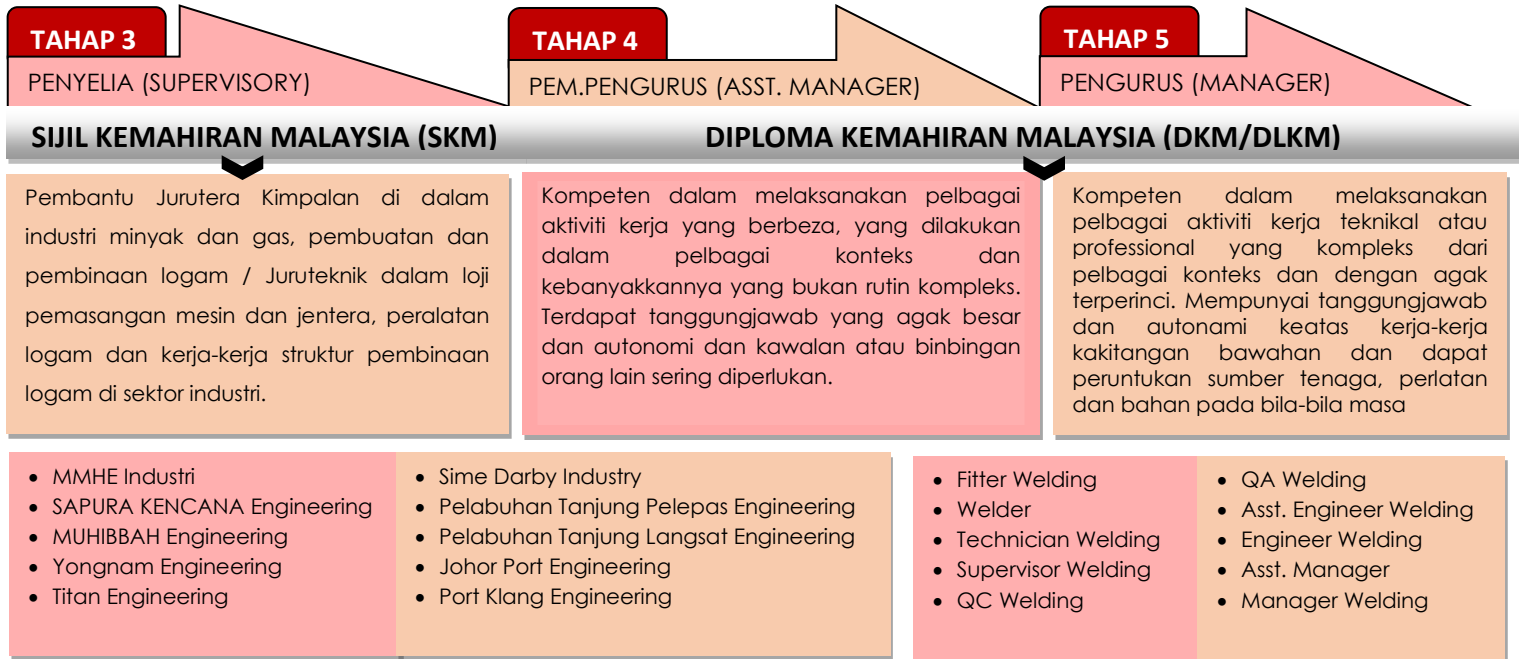 TAHAP 3
PENYELIA (SUPERVISORY)
TAHAP 4
PEM.PENGURUS (ASST. MANAGER)
TAHAP 5
PENGURUS (MANAGER)
SIJIL KEMAHIRAN MALAYSIA (SKM)
DIPLOMA KEMAHIRAN MALAYSIA (DKM/DLKM)
Pembantu Jurutera Kimpalan di dalam
industri minyak dan gas, pembuatan dan
pembinaan logam / Juruteknik dalam loji
pemasangan mesin dan jentera, peralatan
logam dan kerja-kerja struktur pembinaan
logam di sektor industri.
Kompeten dalam melaksanakan pelbagai
aktiviti kerja yang berbeza, yang dilakukan
dalam pelbagai konteks dan
kebanyakkannya yang bukan rutin kompleks.
Terdapat tanggungjawab yang agak besar
dan autonomi dan kawalan atau binbingan
orang lain sering diperlukan.
Kompeten dalam melaksanakan
pelbagai aktiviti kerja teknikal atau
professional yang kompleks dari
pelbagai konteks dan dengan agak
terperinci. Mempunyai tanggungjawab
dan autonami keatas kerja-kerja
kakitangan bawahan dan dapat
peruntukan sumber tenaga, perlatan
dan bahan pada bila-bila masa
• MMHE Industri
• SAPURA KENCANA Engineering
• MUHIBBAH Engineering
• Yongnam Engineering
• Titan Engineering
• Sime Darby Industry
• Pelabuhan Tanjung Pelepas Engineering
• Pelabuhan Tanjung Langsat Engineering
• Johor Port Engineering
• Port Klang Engineering
• Fitter Welding
• Welder
• Technician Welding
• Supervisor Welding
• QC Welding
• QA Welding
• Asst. Engineer Welding
• Engineer Welding
• Asst. Manager
• Manager Welding